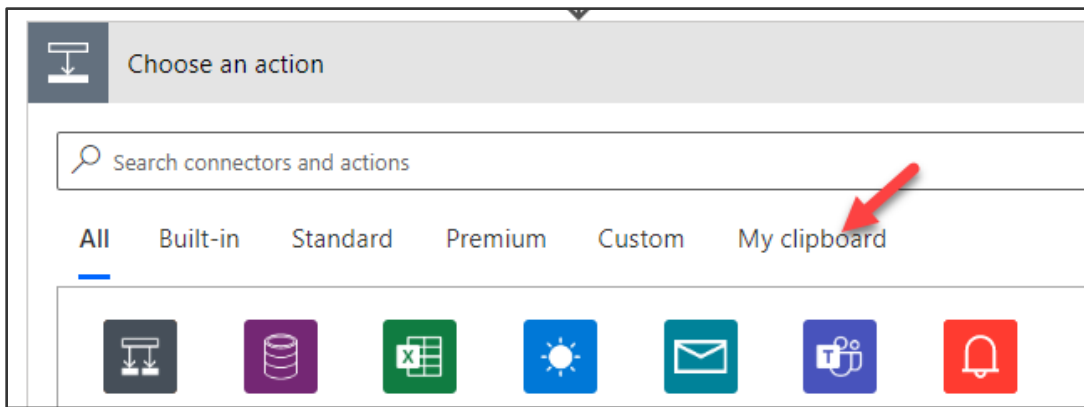 Choose an action
Search connectors and actions
All Built-in Standard Premium Custom My clipboard